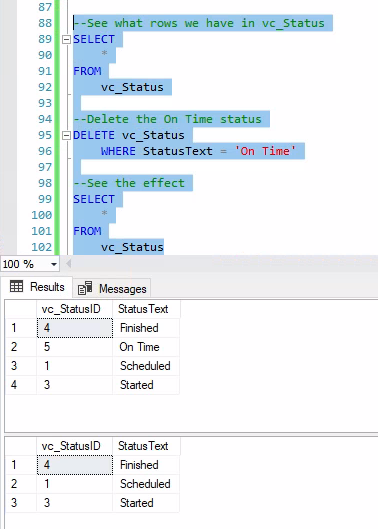 87
88 --See what rows we have in vc_Status
89 SELECT
90 *
91 FROM
92 vc_Status
93
94 --Delete the On Time status
95 DELETE vc_Status
96 WHERE StatusText = 'On Time'
97
98 --See the effect
99 SELECT
100 *
101 FROM
102 vc_Status
100 %
Results Messages
vc_StatusID StatusText
1 4 Finished
2 5 On Time
3 1 Scheduled
4 3 Started
vc_StatusID StatusText
1 4 Finished
2 1 Scheduled
3 3 Started